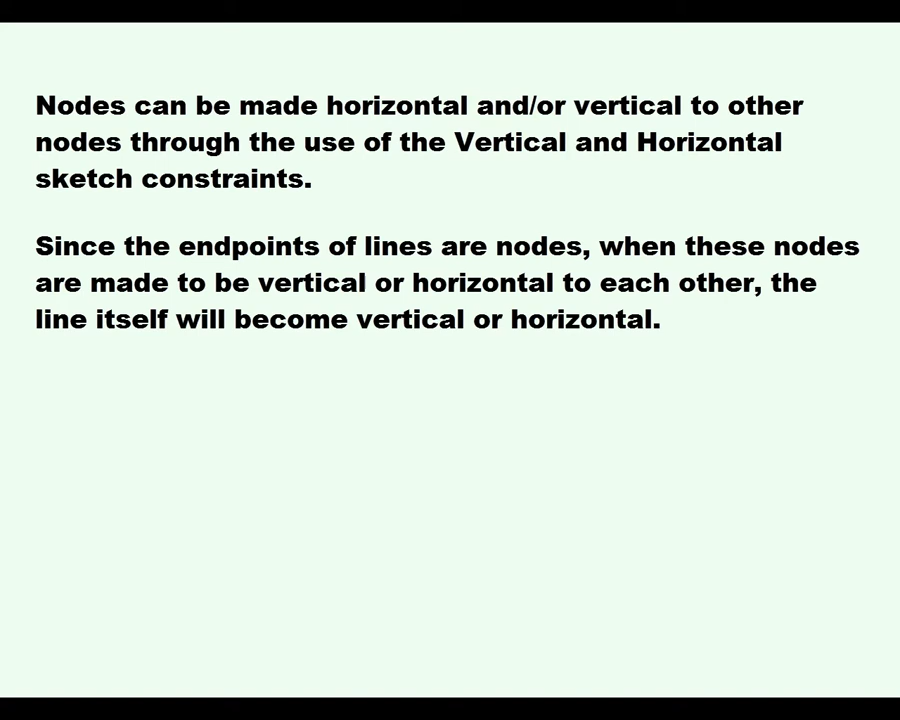 Nodes can be made horizontal and/or vertical to other
nodes through the use of the Vertical and Horizontal
sketch constraints.
Since the endpoints of lines are nodes, when these nodes
are made to be vertical or horizontal to each other, the
line itself will become vertical or horizontal.